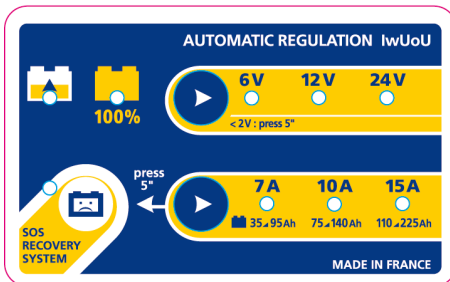 AUTOMATIC REGULATION IwUoU
6V 12V 24V
100%
< 2V : press 5"
press
5"
7A 10A 15A
35 95Ah 75 140Ah 110 225Ah
SOS
RECOVERY
SYSTEM
MADE IN FRANCE